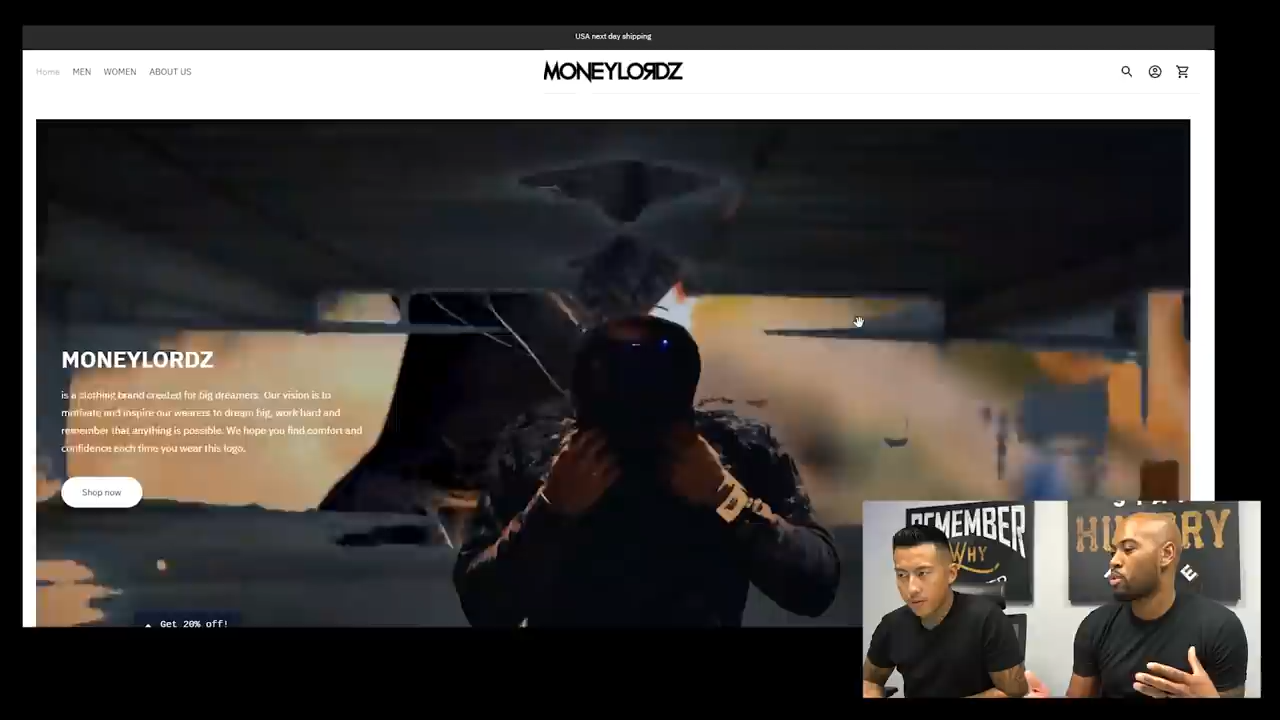 USA next day shipping
Home MEN WOMEN ABOUT US
MONEYLORDZ
MONEYLORDZ
is a clothing brand created for big dreamers. Our vision is to
motivate and inspire our wearers to dream big, work hard and
remember that anything is possible. We hope you find comfort and
confidence each time you wear this logo.
Shop now
Get 20% off!
REMEMBER
WHY
STAY